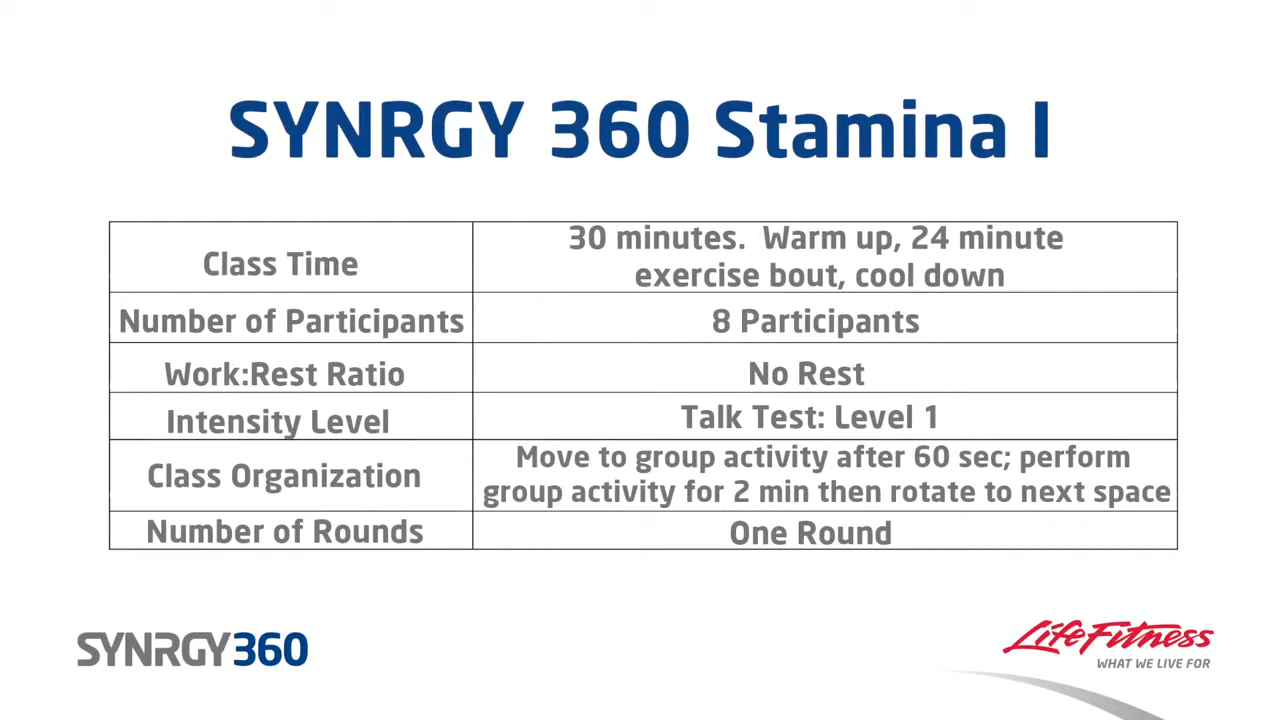 SYNRGY 360 Stamina I
Class Time
30 minutes. Warm up, 24 minute
exercise bout, cool down
Number of Participants
8 Participants
Work:Rest Ratio
No Rest
Intensity Level
Talk Test: Level 1
Class Organization
Move to group activity after 60 sec; perform
group activity for 2 min then rotate to next space
Number of Rounds
One Round
SYNRGY360
LifeFitness
WHAT WE LIVE FOR